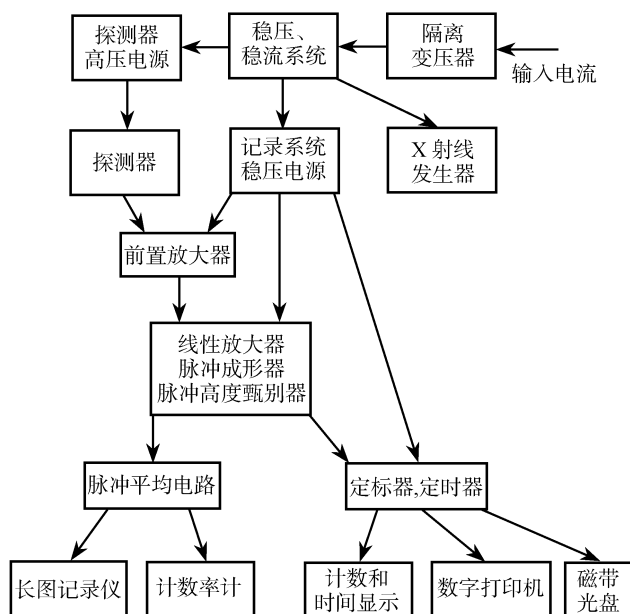 探测器
高压电源
稳压、
稳流系统
隔离
变压器
输入电流
探测器
记录系统
稳压电源
X 射线
发生器
前置放大器
线性放大器
脉冲成形器
脉冲高度甄别器
脉冲平均电路
定标器,定时器
长图记录仪
计数率计
计数和
时间显示
数字打印机
磁带
光盘